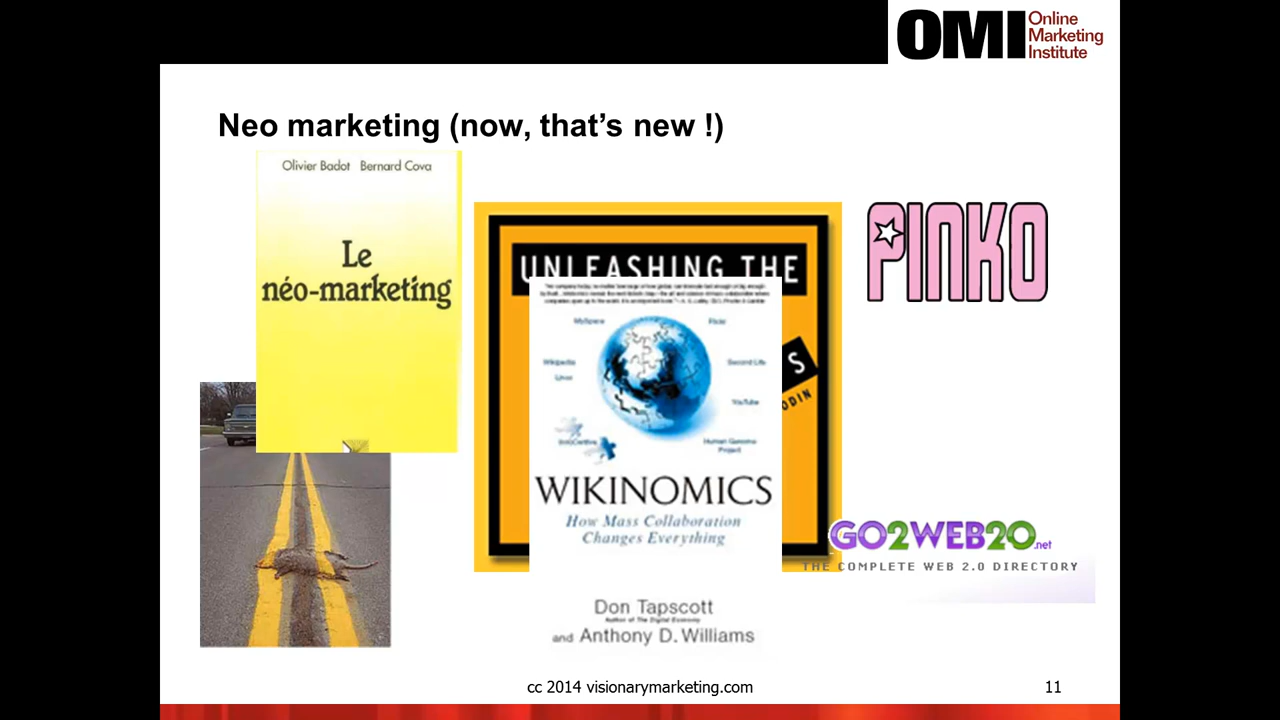 OMI Online
Marketing
Institute
Neo marketing (now, that's new !)
Olivier Badot Bernard Cova
Le
néo-marketing
UNLEASHING THE
S
ODIN
PINKO
MySpace
Flickr
Wikipedia
Second Life
Linux
YouTube
InnoCentive
Human Genome
Project
WIKINOMICS
How Mass Collaboration
Changes Everything
GO2WEB20.net
THE COMPLETE WEB 2.0 DIRECTORY
Don Tapscott
Author of The Digital Economy
and Anthony D. Williams
cc 2014 visionarymarketing.com
11